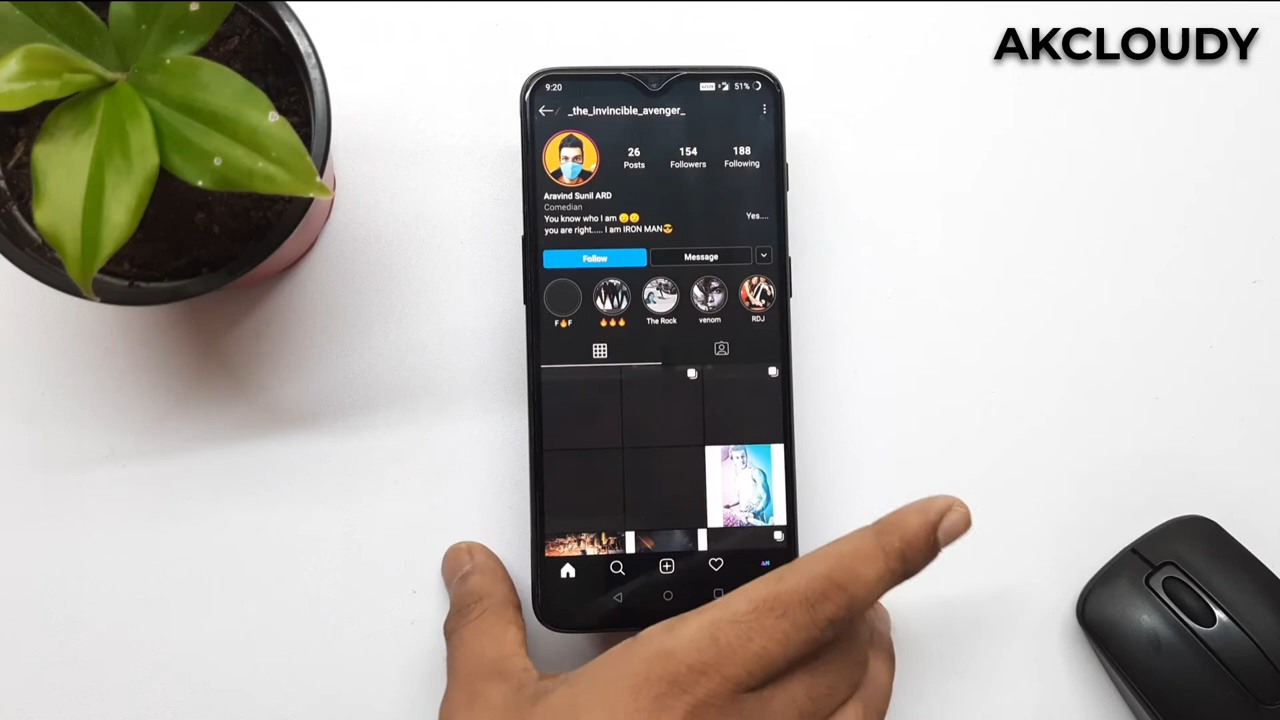 AKCLOUDY
9:20
51%
_the_invincible_avenger_
26
154
188
Posts
Followers
Following
Aravind Sunil ARD
Comedian
You know who I am 😊😊
Yes....
you are right..... I am IRON MAN😎
Follow
Message
F🔥F
🔥🔥🔥
The Rock
venom
RDJ